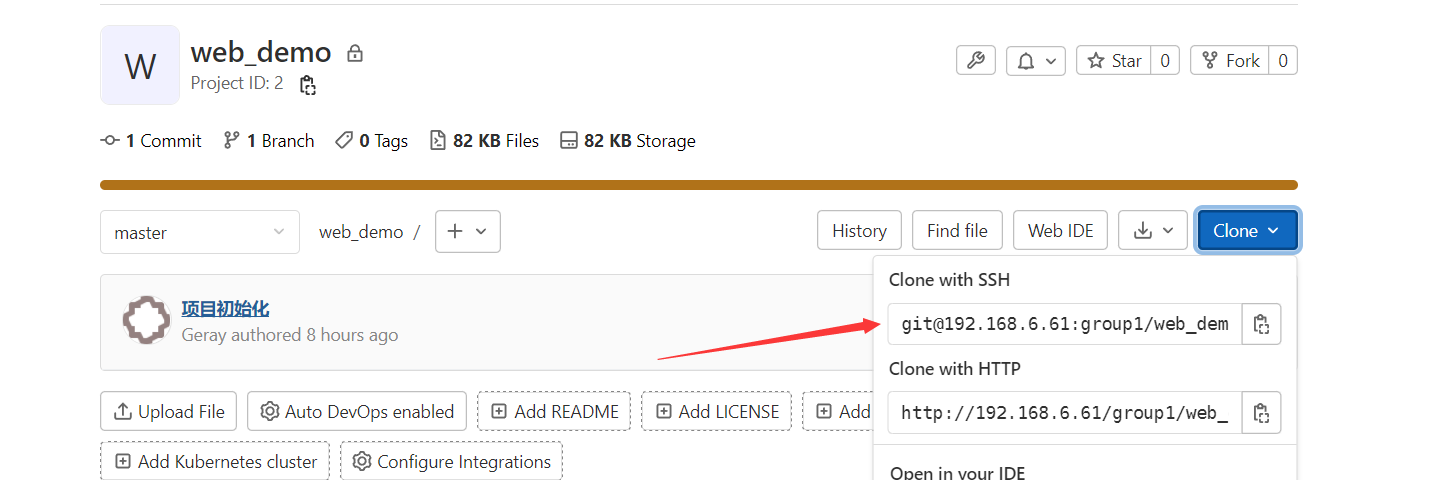 W
web_demo
Project ID: 2
Star 0
Fork 0
1 Commit 1 Branch 0 Tags 82 KB Files 82 KB Storage
master
web_demo /
History
Find file
Web IDE
Clone
Clone with SSH
项目初始化
Geray authored 8 hours ago
git@192.168.6.61:group1/web_dem
Clone with HTTP
http://192.168.6.61/group1/web_
Upload File
Auto DevOps enabled
Add README
Add LICENSE
Add
Add Kubernetes cluster
Configure Integrations
Open in your IDE